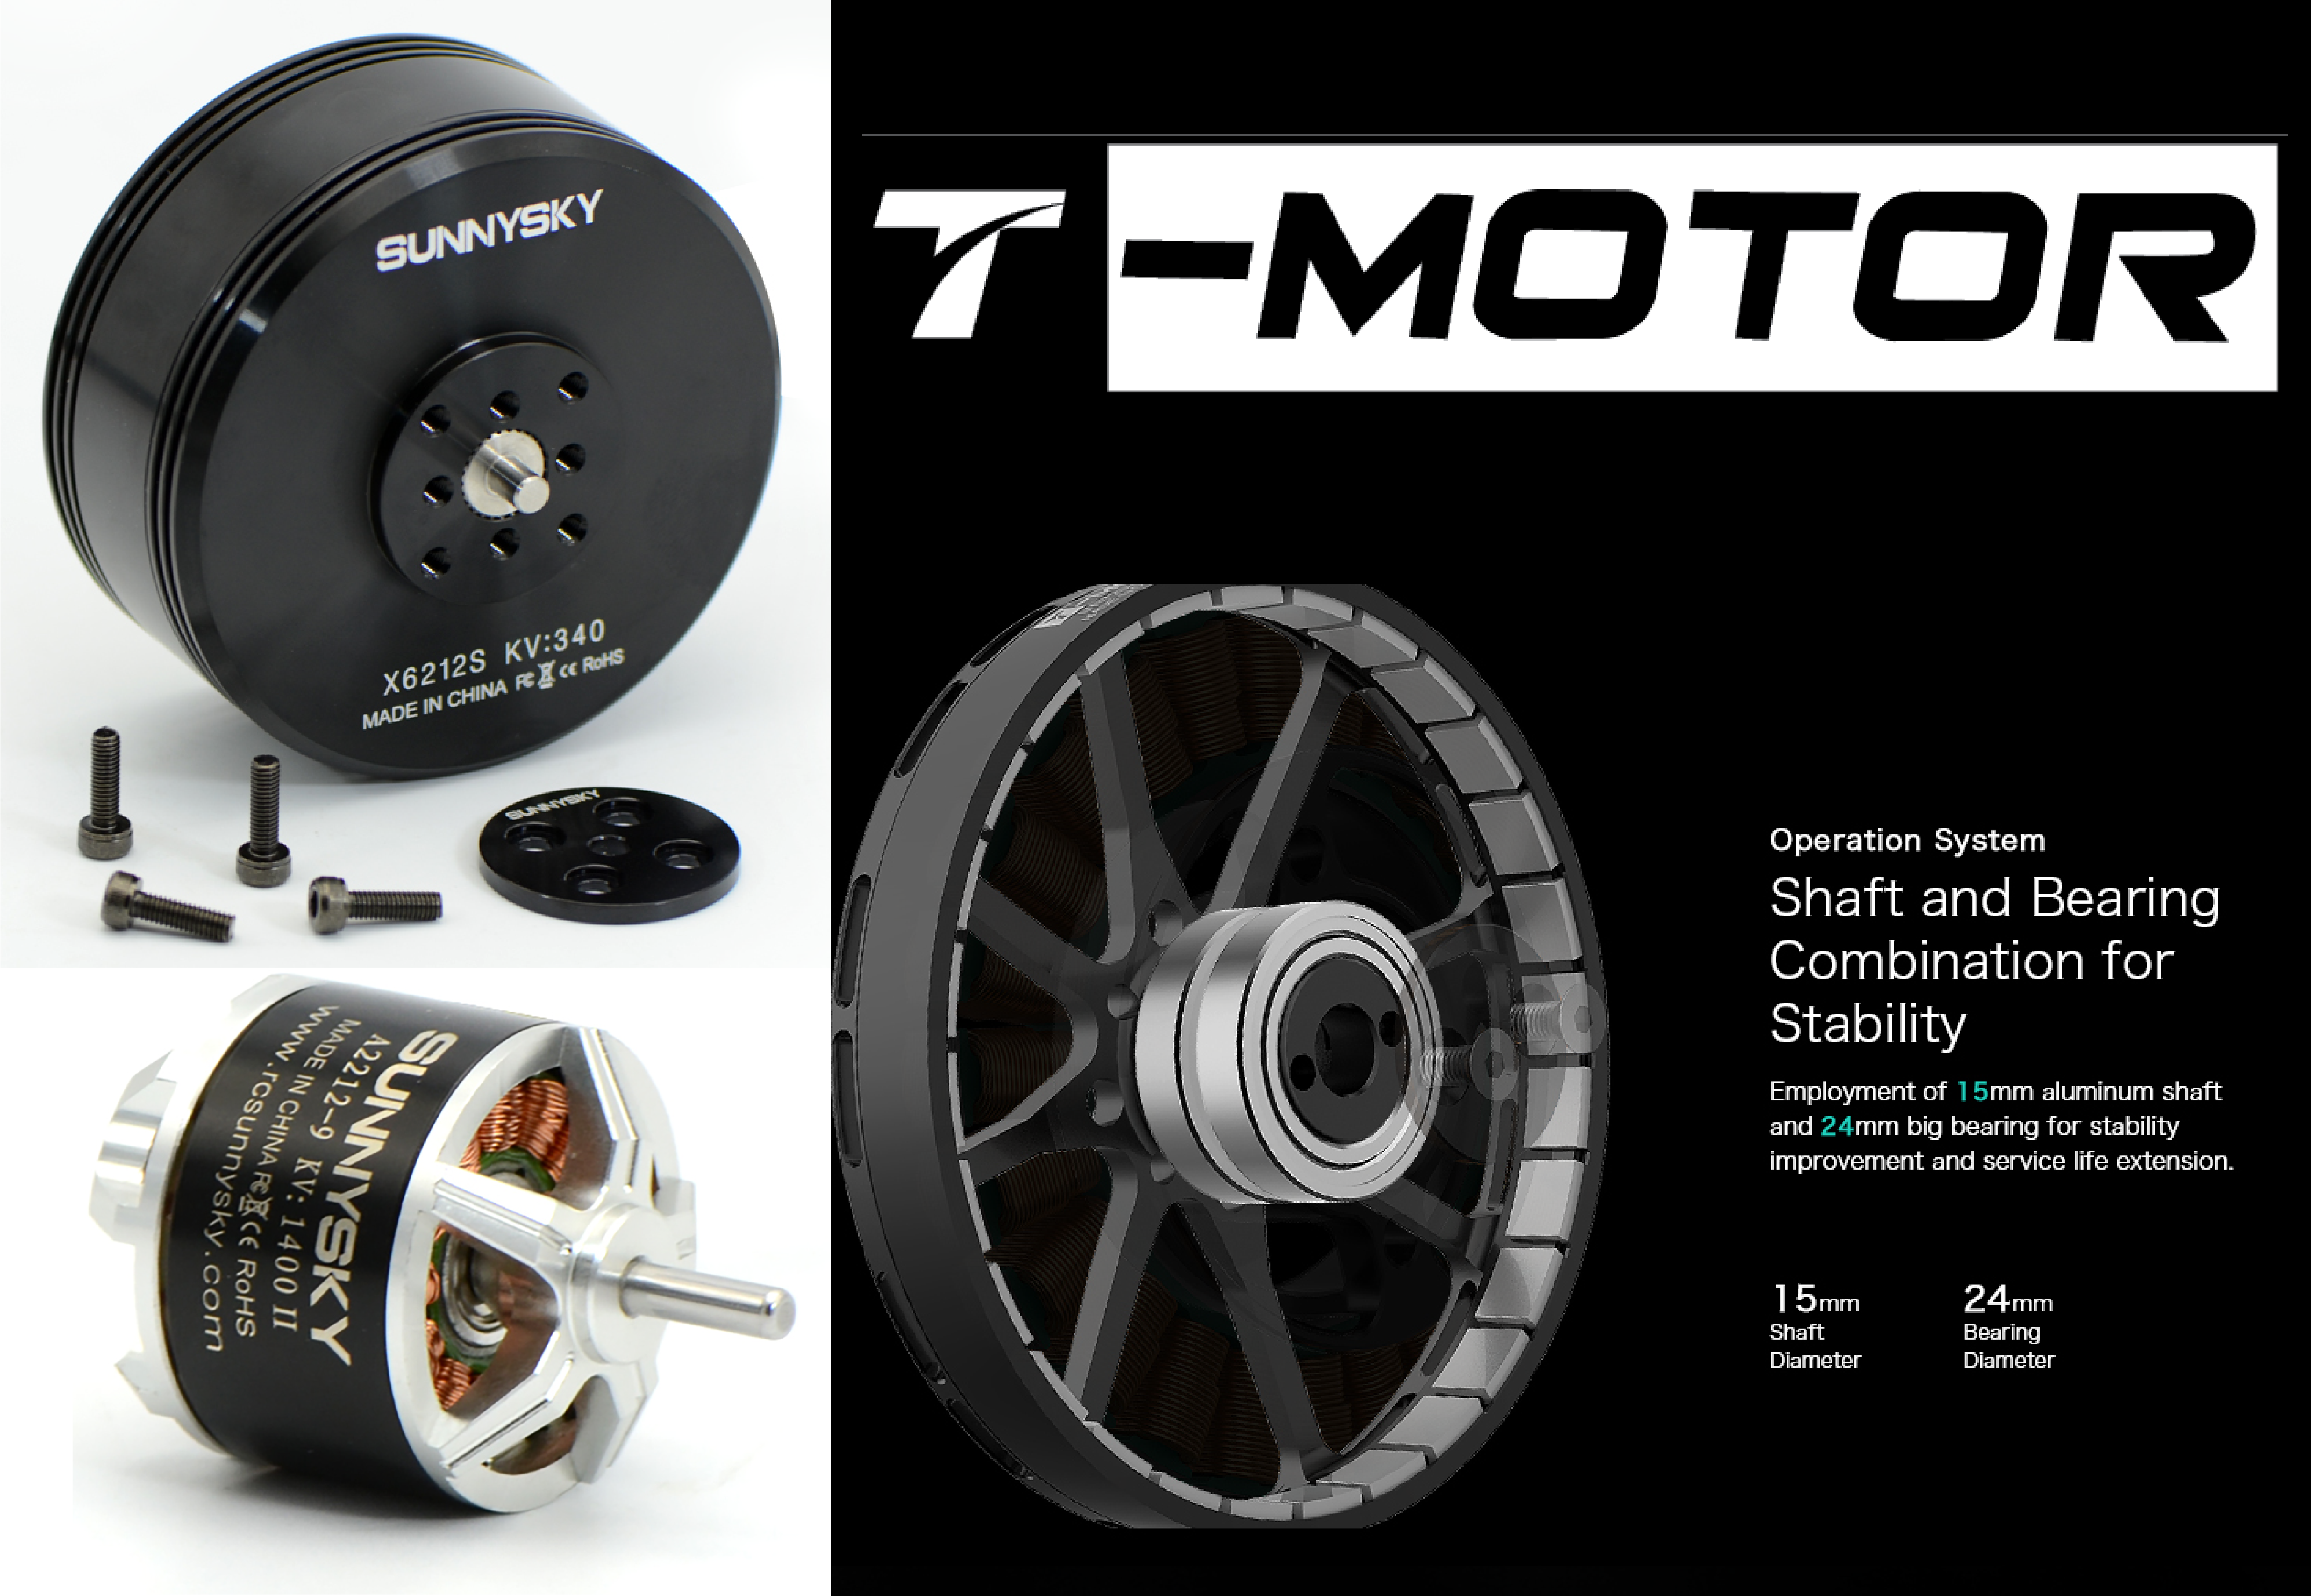 SUNNYSKY
X6212S KV:340
MADE IN CHINA FC CE RoHS
SUNNYSKY
SUNNYSKY
A2212-9 KV: 1400 II
MADE IN CHINA FC CE RoHS
www.rcsunnysky.com
T-MOTOR
Operation System
Shaft and Bearing
Combination for
Stability
Employment of 15mm aluminum shaft
and 24mm big bearing for stability
improvement and service life extension.
15mm
Shaft
Diameter
24mm
Bearing
Diameter